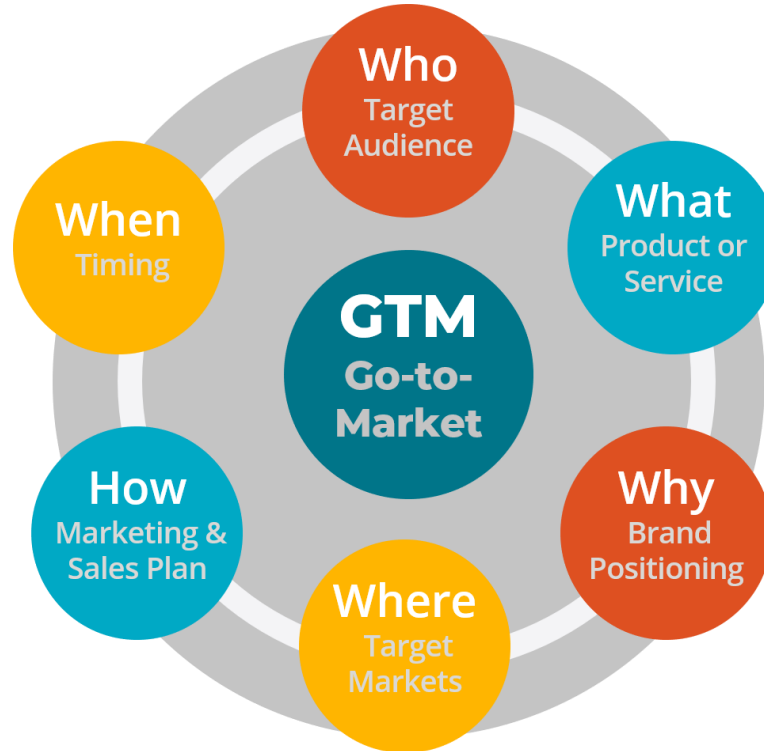 Who
Target
Audience
What
Product or
Service
Why
Brand
Positioning
Where
Target
Markets
How
Marketing &
Sales Plan
When
Timing
GTM
Go-to-
Market